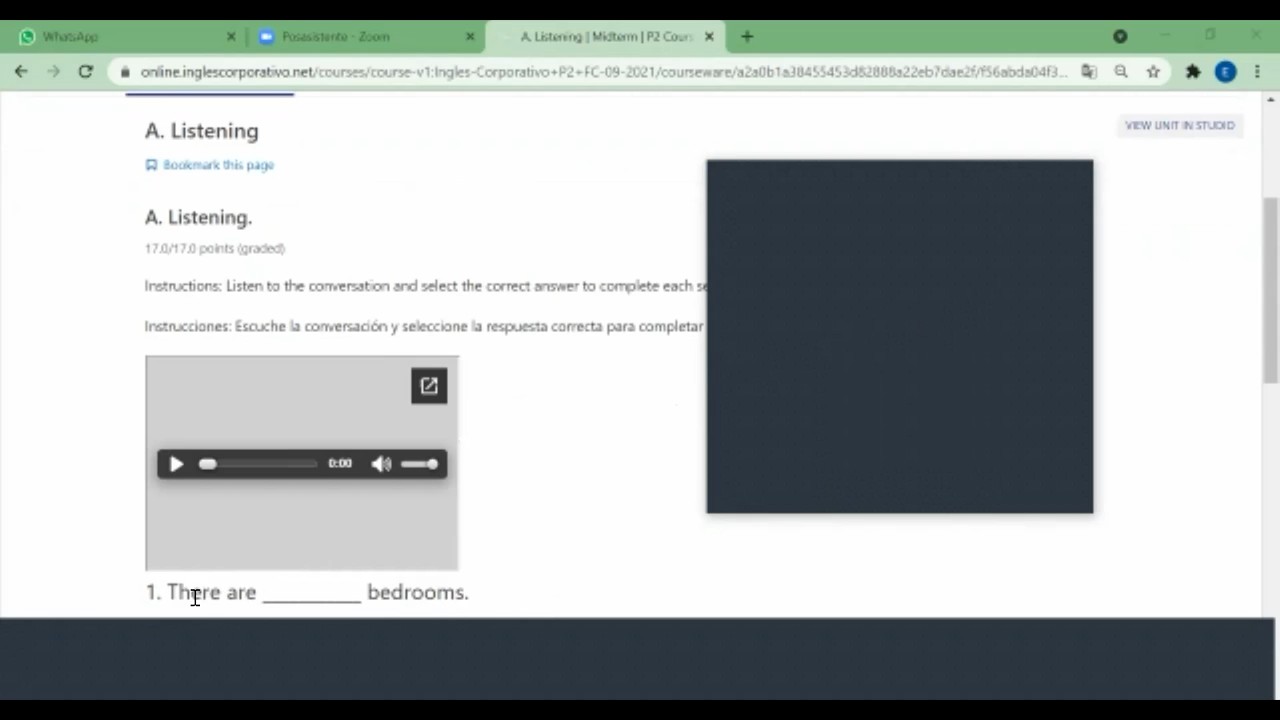 WhatsApp
Posasistente - Zoom
A. Listening | Midterm | P2 Cours
online.inglescorporativo.net/courses/course-v1:Ingles-Corporativo+P2+FC-09-2021/courseware/a2a0b1a38455453d82888a22eb7dae2f/f56abda04f3...
E
A. Listening
VIEW UNIT IN STUDIO
Bookmark this page
A. Listening.
17.0/17.0 points (graded)
Instructions: Listen to the conversation and select the correct answer to complete each se
Instrucciones: Escuche la conversación y seleccione la respuesta correcta para completar
0:00
1. There are __________ bedrooms.